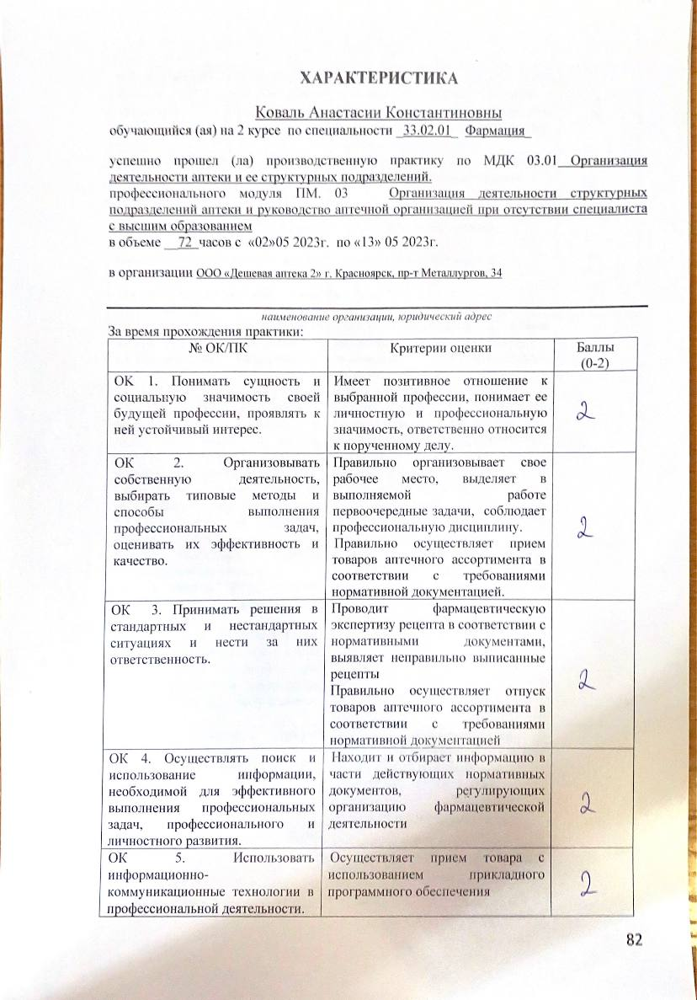 ХАРАКТЕРИСТИКА
Коваль Анастасии Константиновны
обучающийся (ая) на 2 курсе по специальности _33.02.01_ Фармация_
успешно прошел (ла) производственную практику по МДК 03.01__Организация
деятельности аптеки и ее структурных подразделений.
профессионального модуля ПМ. 03 Организация деятельности структурных
подразделений аптеки и руководство аптечной организацией при отсутствии специалиста
с высшим образованием
в объеме __72_часов с «02»05 2023г. по «13» 05 2023г.
в организации ООО «Дешевая аптека 2» г. Красноярск, пр-т Металлургов, 34
наименование организации, юридический адрес
За время прохождения практики:
№ ОК/ПК
Критерии оценки
Баллы
(0-2)
ОК 1. Понимать сущность и
социальную значимость своей
будущей профессии, проявлять к
ней устойчивый интерес.
Имеет позитивное отношение к
выбранной профессии, понимает ее
личностную и профессиональную
значимость, ответственно относится
к порученному делу.
2
ОК 2. Организовывать
собственную деятельность,
выбирать типовые методы и
способы выполнения
профессиональных задач,
оценивать их эффективность и
качество.
Правильно организовывает свое
рабочее место, выделяет в
выполняемой работе
первоочередные задачи, соблюдает
профессиональную дисциплину.
Правильно осуществляет прием
товаров аптечного ассортимента в
соответствии с требованиями
нормативной документацией.
2
ОК 3. Принимать решения в
стандартных и нестандартных
ситуациях и нести за них
ответственность.
Проводит фармацевтическую
экспертизу рецепта в соответствии с
нормативными документами,
выявляет неправильно выписанные
рецепты
Правильно осуществляет отпуск
товаров аптечного ассортимента в
соответствии с требованиями
нормативной документацией
2
ОК 4. Осуществлять поиск и
использование информации,
необходимой для эффективного
выполнения профессиональных
задач, профессионального и
личностного развития.
Находит и отбирает информацию в
части действующих нормативных
документов, регулирующих
организацию фармацевтической
деятельности
2
ОК 5. Использовать
информационно-
коммуникационные технологии в
профессиональной деятельности.
Осуществляет прием товара с
использованием прикладного
программного обеспечения
2
82